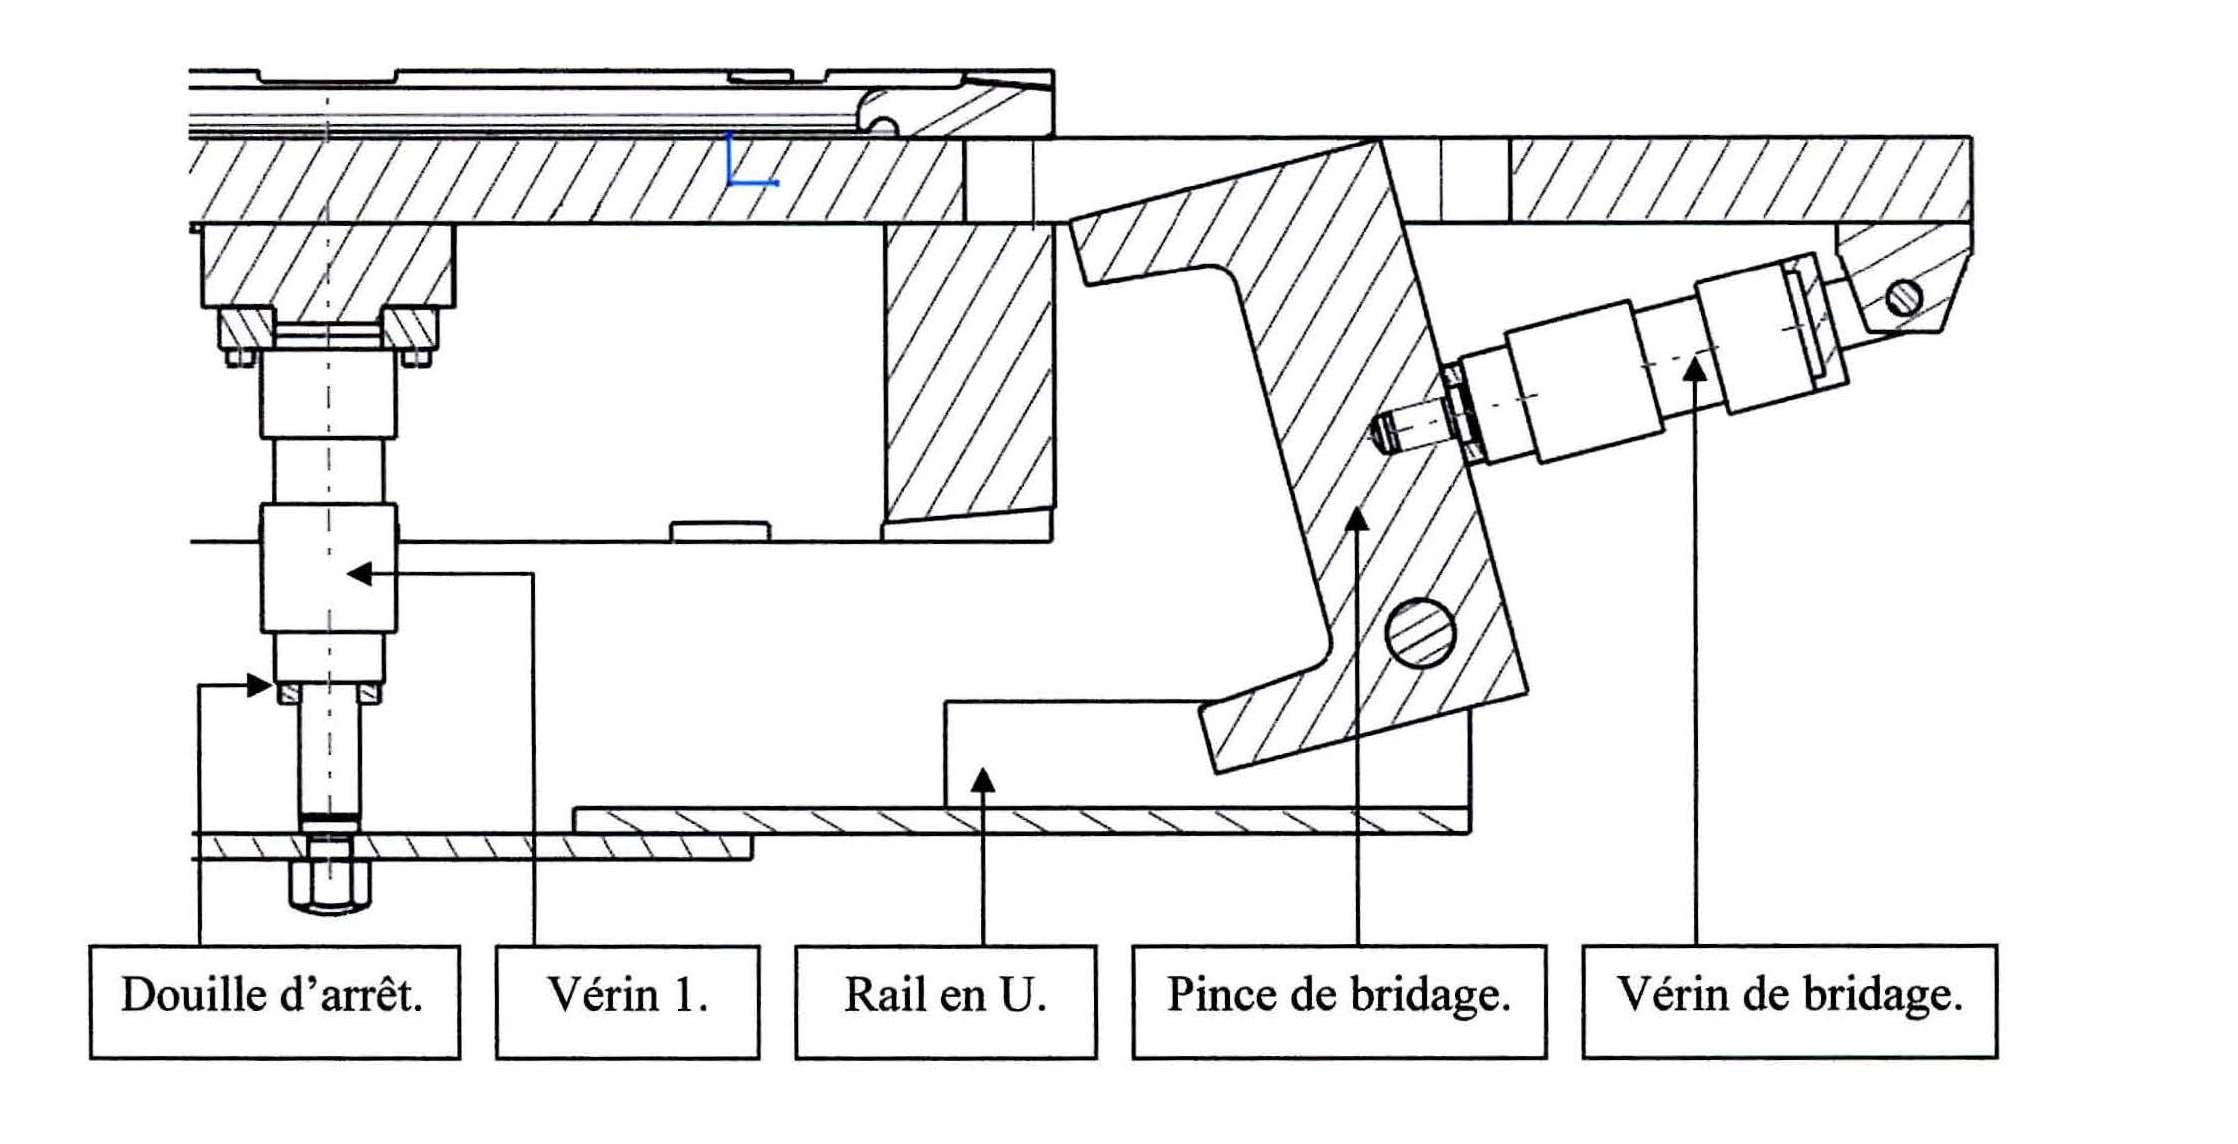 Douille d'arrêt.
Vérin 1.
Rail en U.
Pince de bridage.
Vérin de bridage.